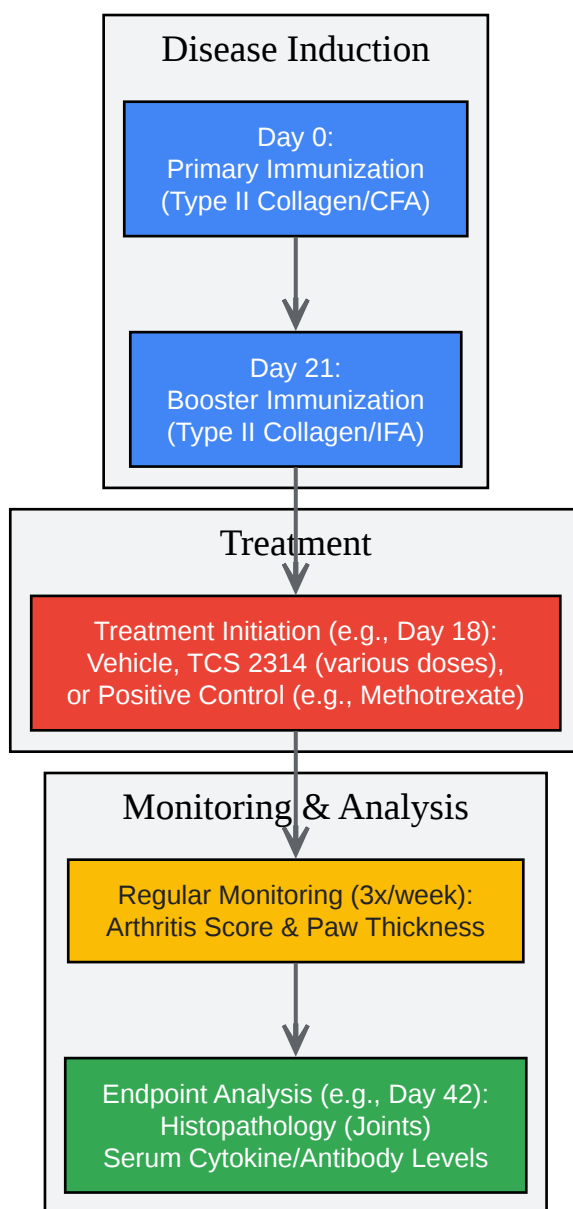 Disease Induction
Day 0:
Primary Immunization
(Type II Collagen/CFA)
Day 21:
Booster Immunization
(Type II Collagen/IFA)
Treatment
Treatment Initiation (e.g., Day 18):
Vehicle, TCS 2314 (various doses),
or Positive Control (e.g., Methotrexate)
Monitoring & Analysis
Regular Monitoring (3x/week):
Arthritis Score & Paw Thickness
Endpoint Analysis (e.g., Day 42):
Histopathology (Joints)
Serum Cytokine/Antibody Levels